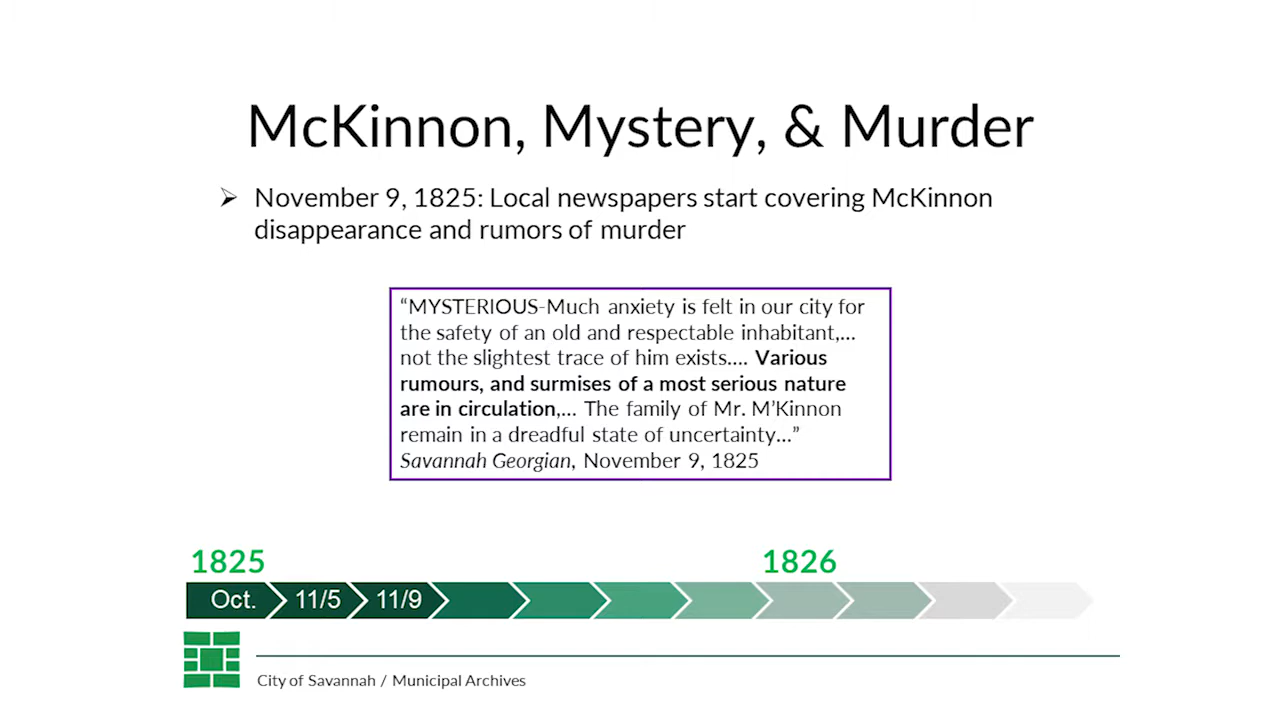 McKinnon, Mystery, & Murder
➢ November 9, 1825: Local newspapers start covering McKinnon
disappearance and rumors of murder
“MYSTERIOUS-Much anxiety is felt in our city for
the safety of an old and respectable inhabitant,…
not the slightest trace of him exists.… Various
rumours, and surmises of a most serious nature
are in circulation,… The family of Mr. M’Kinnon
remain in a dreadful state of uncertainty…”
Savannah Georgian, November 9, 1825
1825 1826
Oct. 11/5 11/9
City of Savannah / Municipal Archives